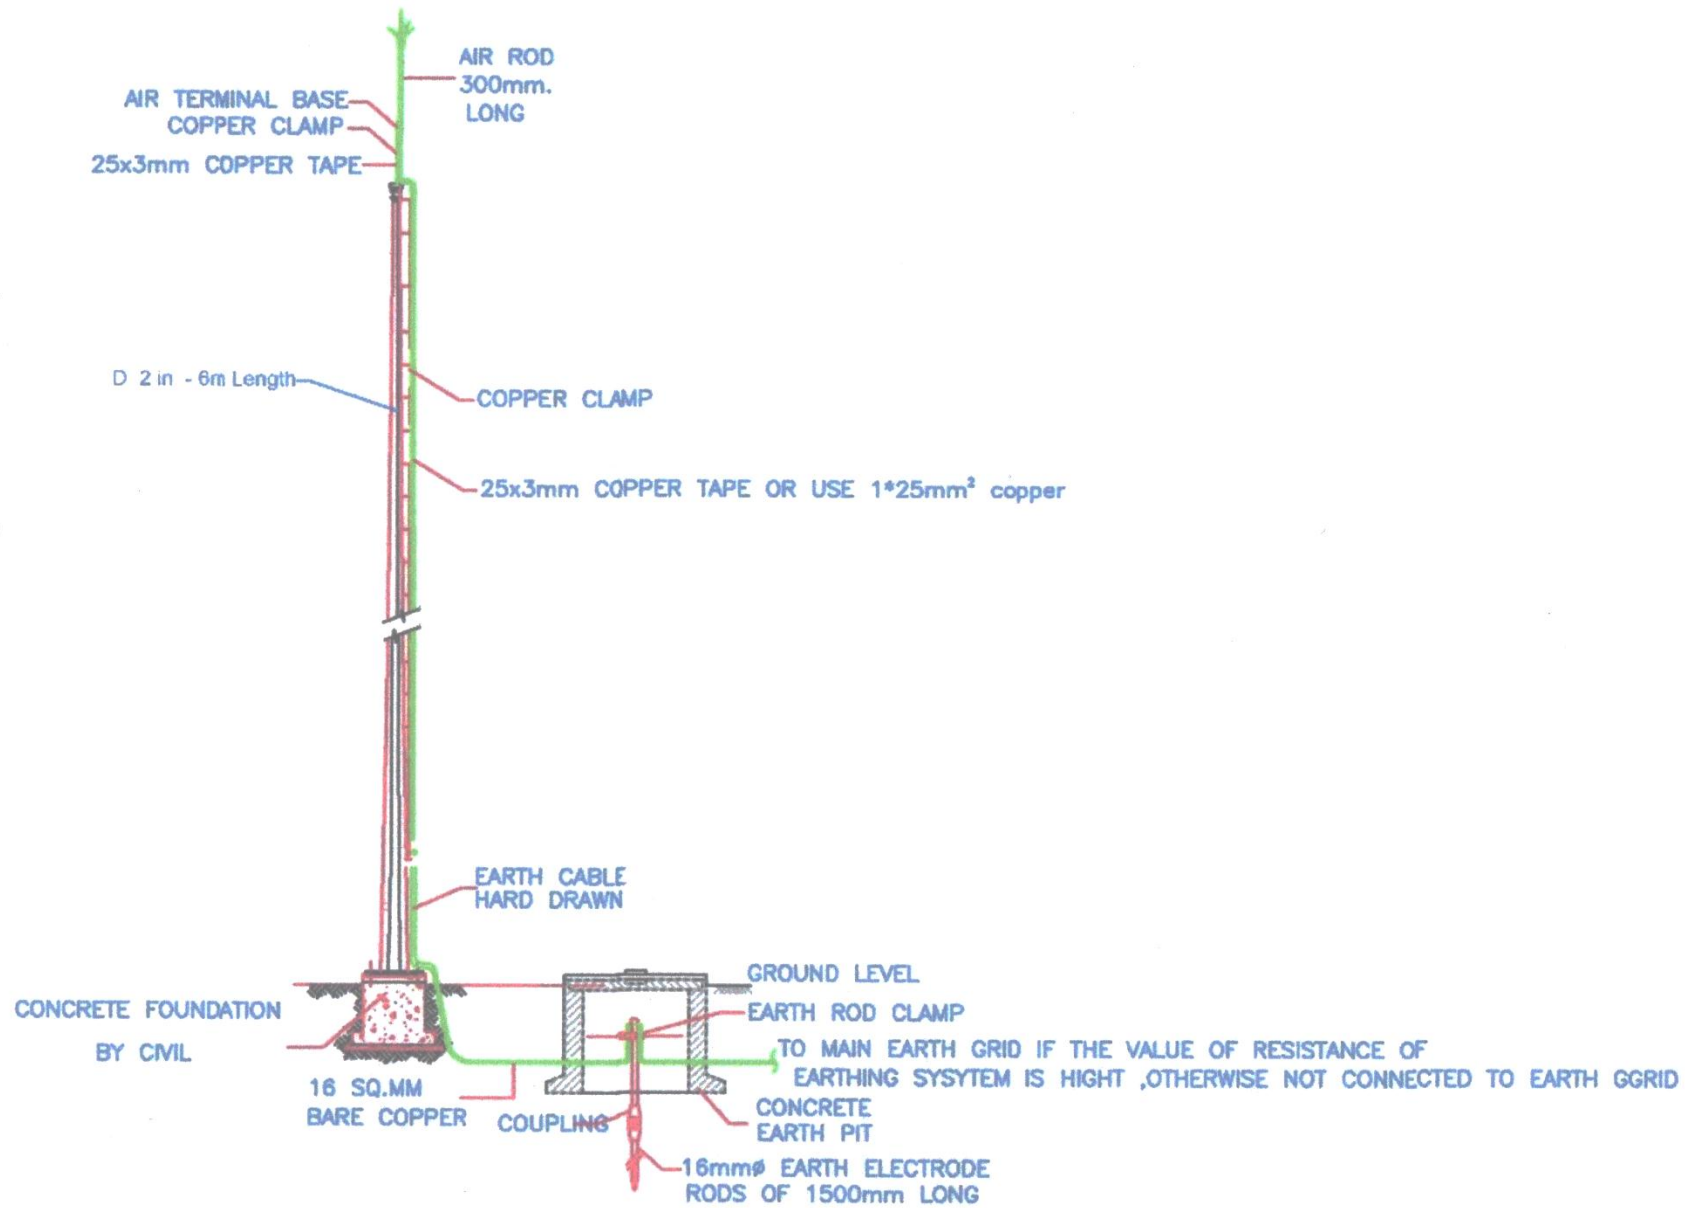 AIR ROD
300mm.
LONG
AIR TERMINAL BASE
COPPER CLAMP
25x3mm COPPER TAPE
D 2 in - 6m Length
COPPER CLAMP
25x3mm COPPER TAPE OR USE 1*25mm² copper
EARTH CABLE
HARD DRAWN
GROUND LEVEL
CONCRETE FOUNDATION
BY CIVIL
EARTH ROD CLAMP
TO MAIN EARTH GRID IF THE VALUE OF RESISTANCE OF
EARTHING SYSYTEM IS HIGHT ,OTHERWISE NOT CONNECTED TO EARTH GGRID
16 SQ.MM
BARE COPPER
COUPLING
CONCRETE
EARTH PIT
16mmø EARTH ELECTRODE
RODS OF 1500mm LONG